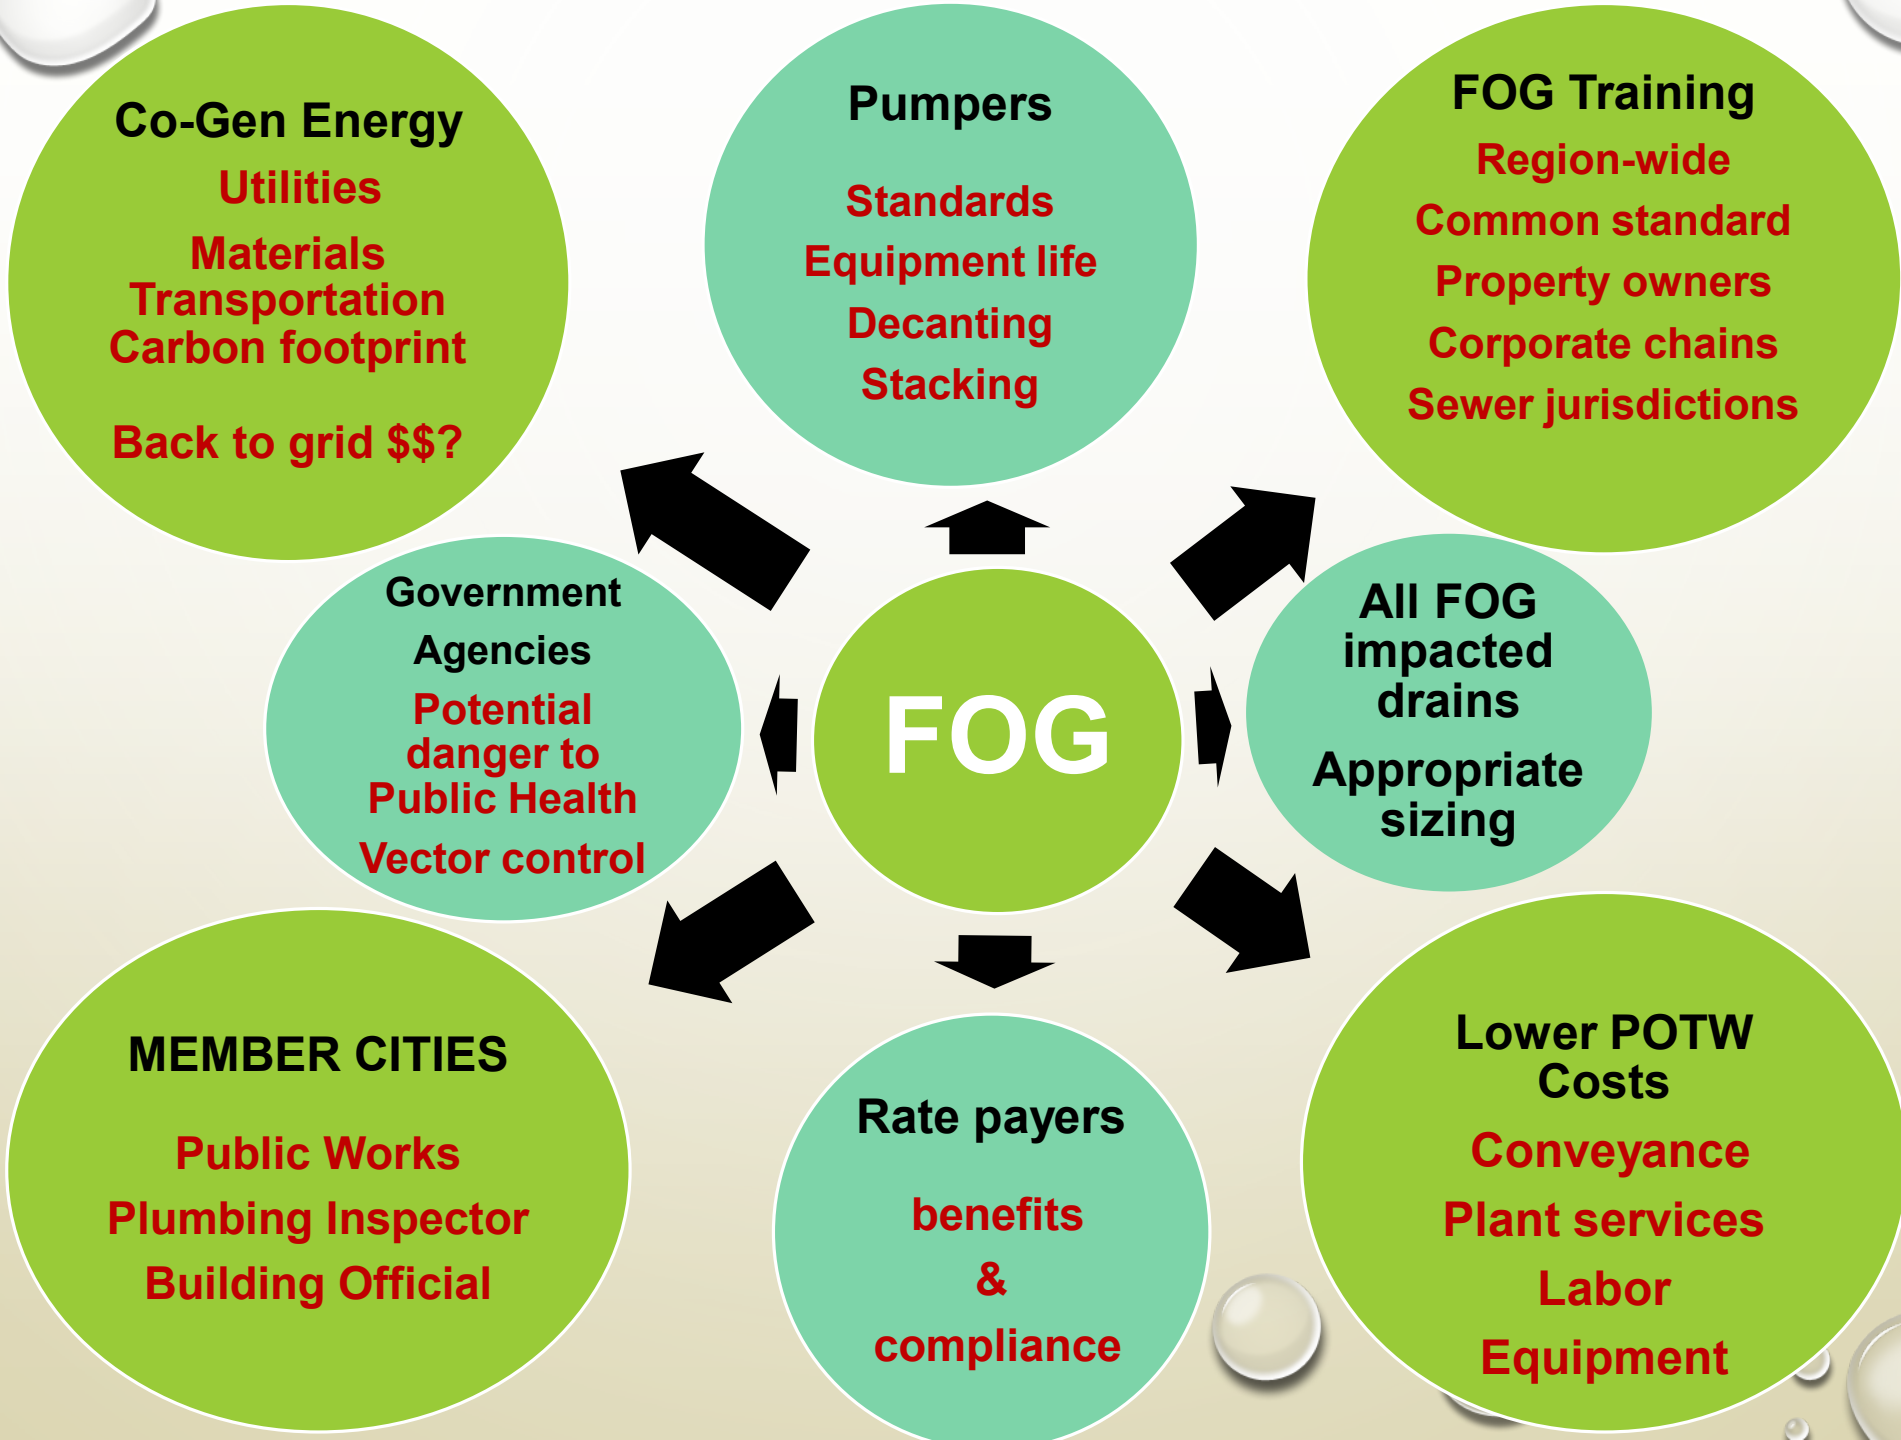 Co-Gen Energy
Utilities
Materials
Transportation
Carbon footprint
Back to grid $$?
Pumpers
Standards
Equipment life
Decanting
Stacking
FOG Training
Region-wide
Common standard
Property owners
Corporate chains
Sewer jurisdictions
Government
Agencies
Potential
danger to
Public Health
Vector control
FOG
All FOG
impacted
drains
Appropriate
sizing
MEMBER CITIES
Public Works
Plumbing Inspector
Building Official
Rate payers
benefits
&
compliance
Lower POTW
Costs
Conveyance
Plant services
Labor
Equipment